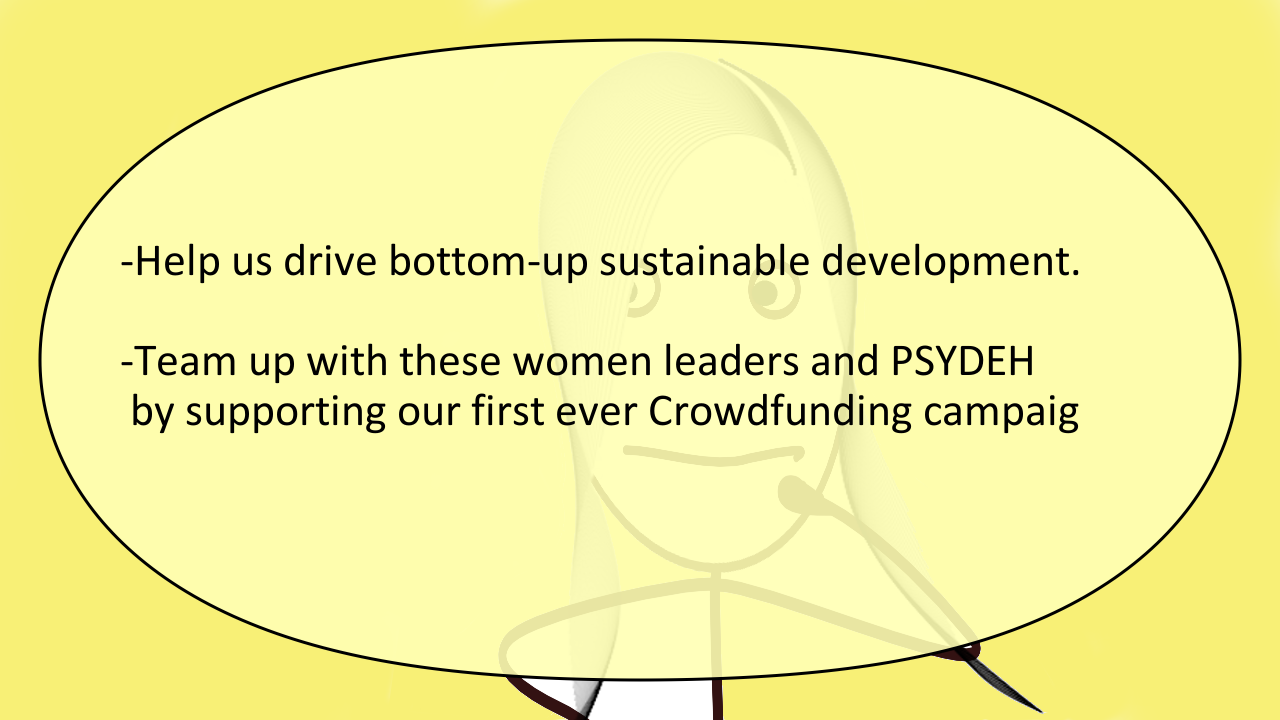 -Help us drive bottom-up sustainable development.
-Team up with these women leaders and PSYDEH
by supporting our first ever Crowdfunding campaig